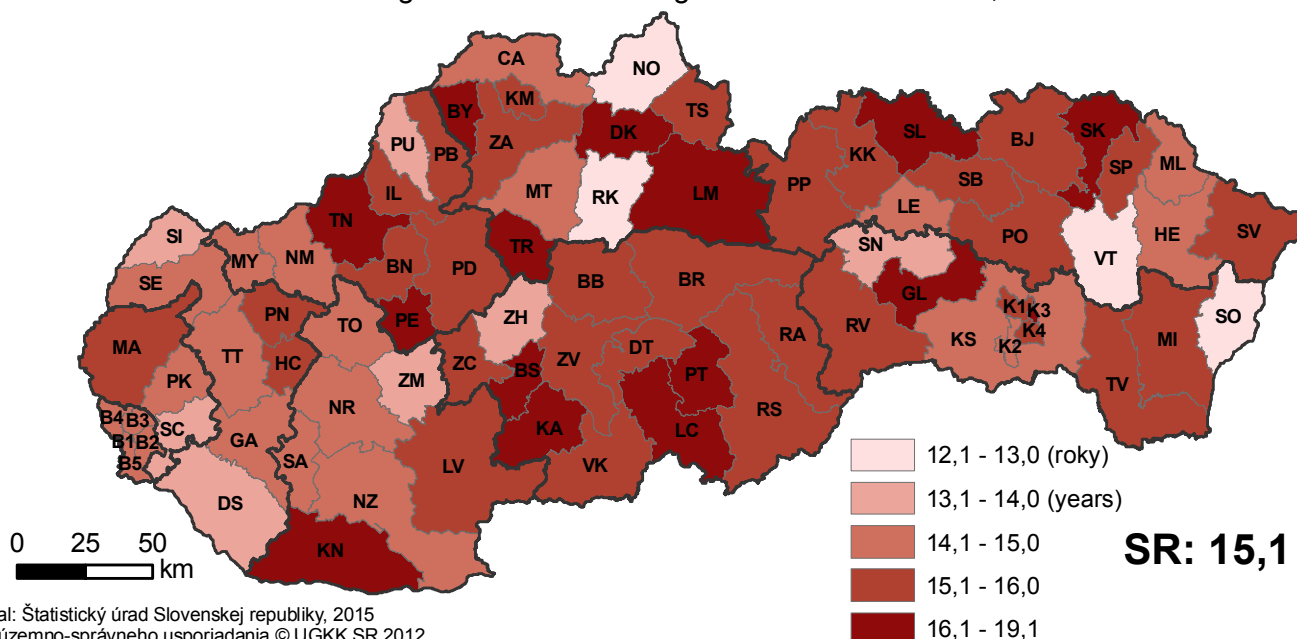 CA
NO
BY
KM
TS
DK
PU
PB
ZA
SL
BJ
SK
KK
SP
ML
IL
MT
RK
LM
PP
SB
LE
TN
SI
SN
PO
HE
SV
MY
NM
TR
BN
PD
VT
SE
BB
BR
GL
PN
TO
PE
ZH
K1
K3
SO
MA
TT
HC
ZC
ZV
DT
RA
RV
KS
K4
K2
MI
PK
ZM
BS
PT
TV
B4
B3
SC
NR
KA
LC
RS
B1
B2
GA
B5
SA
LV
VK
DS
NZ
KN
0 25 50
km
12,1 - 13,0 (roky)
13,1 - 14,0 (years)
14,1 - 15,0
15,1 - 16,0
16,1 - 19,1
SR: 15,1
al: Štatistický úrad Slovenskej republiky, 2015
územno-správneho usporiadania © UGKK SR 2012